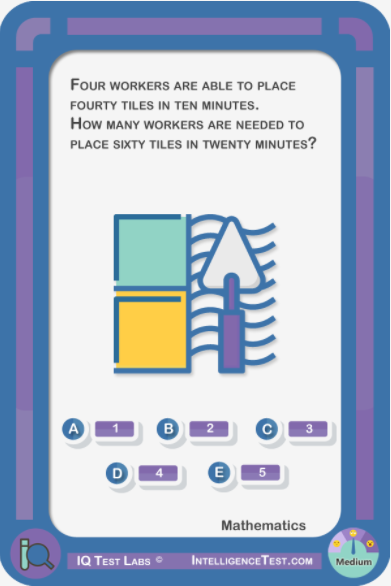 Four workers are able to place
fourty tiles in ten minutes.
How many workers are needed to
place sixty tiles in twenty minutes?
A 1 B 2 C 3
D 4 E 5
Mathematics
IQ Test Labs © IntelligenceTest.com Medium